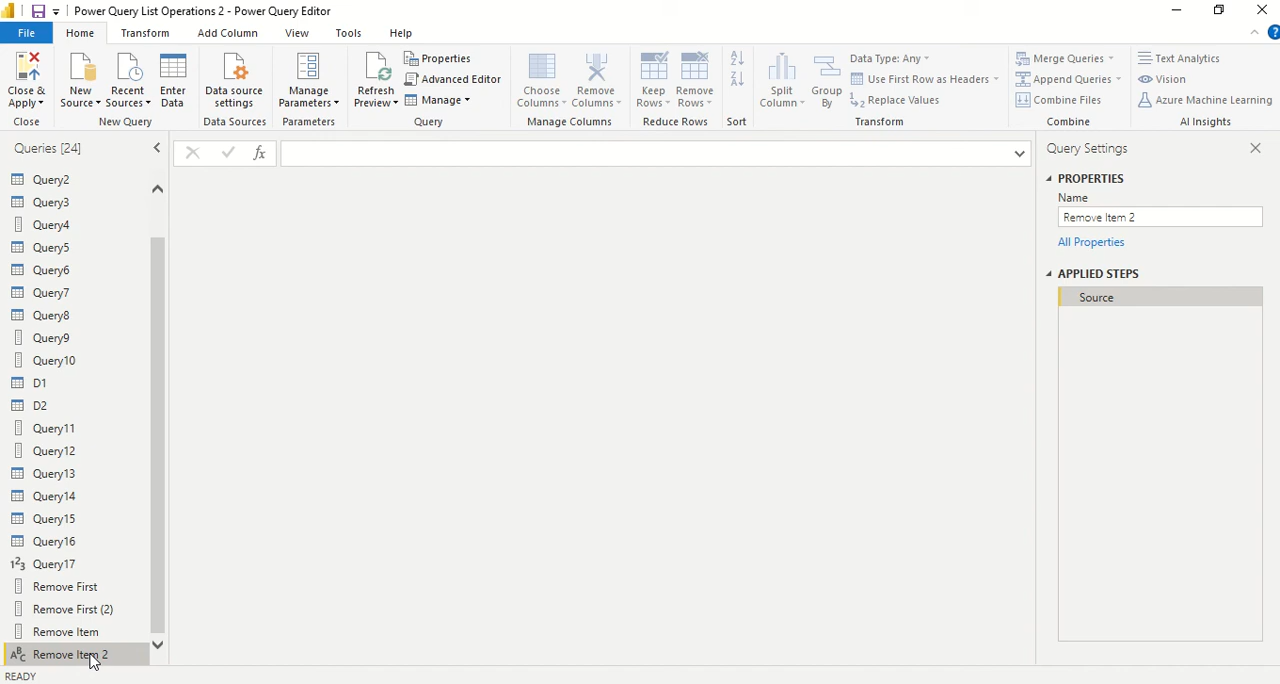 Power Query List Operations 2 - Power Query Editor
File Home Transform Add Column View Tools Help
Close & Apply
Close
New Source
Recent Sources
Enter Data
New Query
Data source settings
Data Sources
Manage Parameters
Parameters
Refresh Preview
Properties
Advanced Editor
Manage
Query
Choose Columns
Remove Columns
Manage Columns
Keep Rows
Remove Rows
Reduce Rows
Sort
Split Column
Group By
Data Type: Any
Use First Row as Headers
Replace Values
Transform
Merge Queries
Append Queries
Combine Files
Combine
Text Analytics
Vision
Azure Machine Learning
AI Insights
Queries [24]
Query2
Query3
Query4
Query5
Query6
Query7
Query8
Query9
Query10
D1
D2
Query11
Query12
Query13
Query14
Query15
Query16
Query17
Remove First
Remove First (2)
Remove Item
Remove Item 2
fx
Query Settings
PROPERTIES
Name
Remove Item 2
All Properties
APPLIED STEPS
Source
READY